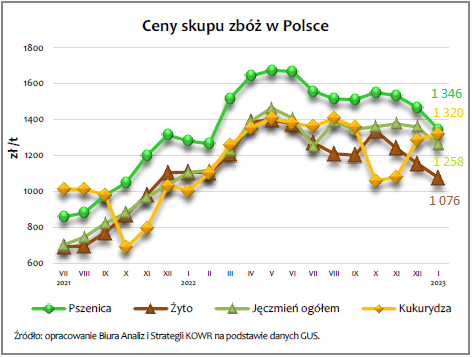 Ceny skupu zbóż w Polsce
zł /t
1800
1600
1400
1200
1000
800
600
1 346
1 320
1 258
1 076
VII VIII IX X XI XII I II III IV V VI VII VIII IX X XI XII I
2021 2022 2023
Pszenica Żyto Jęczmień ogółem Kukurydza
Źródło: opracowanie Biura Analiz i Strategii KOWR na podstawie danych GUS.